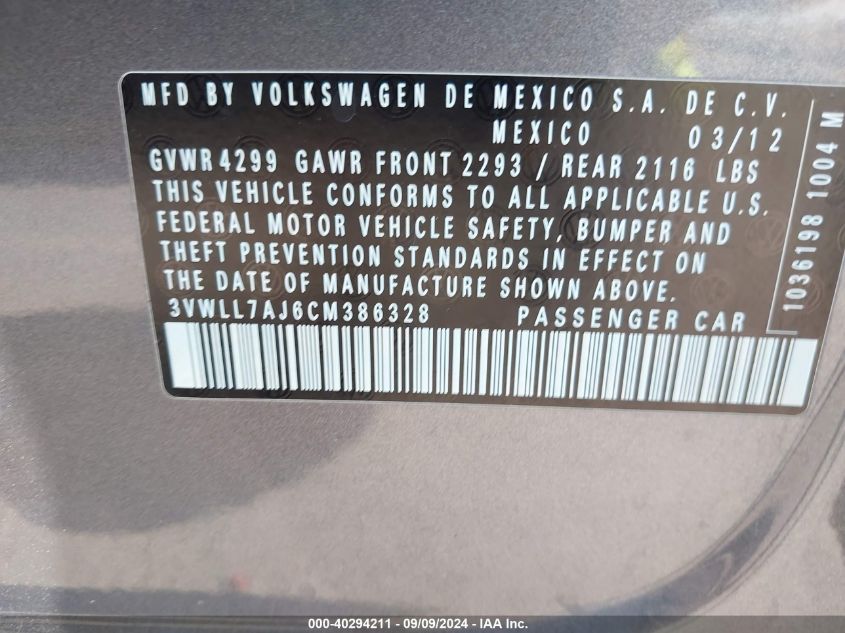 MFD BY VOLKSWAGEN DE MEXICO S.A. DE C.V.
MEXICO 03/12
GVWR 4299 GAWR FRONT 2293 / REAR 2116 LBS
THIS VEHICLE CONFORMS TO ALL APPLICABLE U.S.
FEDERAL MOTOR VEHICLE SAFETY, BUMPER AND
THEFT PREVENTION STANDARDS IN EFFECT ON
THE DATE OF MANUFACTURE SHOWN ABOVE.
3VWLL7AJ6CM386328 PASSENGER CAR
1036198 1004 M
000-40294211 - 09/09/2024 - IAA Inc.